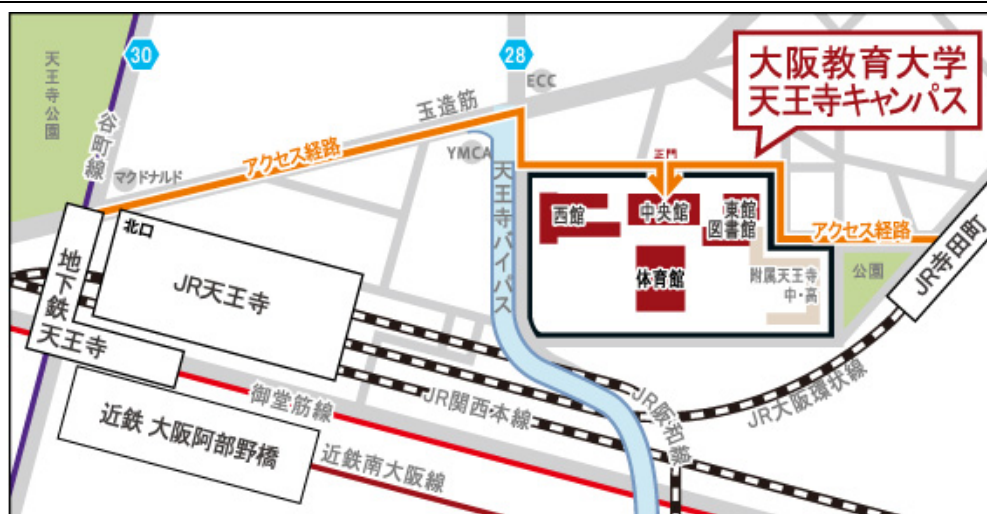 天王寺公園
30
谷町線
マクドナルド
アクセス経路
玉造筋
28
ECC
YMCA
天王寺バイパス
大阪教育大学
天王寺キャンパス
正門
西館
中央館
東館
図書館
体育館
附属天王寺
中・高
アクセス経路
公園
JR寺田町
北口
JR天王寺
地下鉄
天王寺
近鉄 大阪阿部野橋
御堂筋線
近鉄南大阪線
JR関西本線
JR阪和線
JR大阪環状線